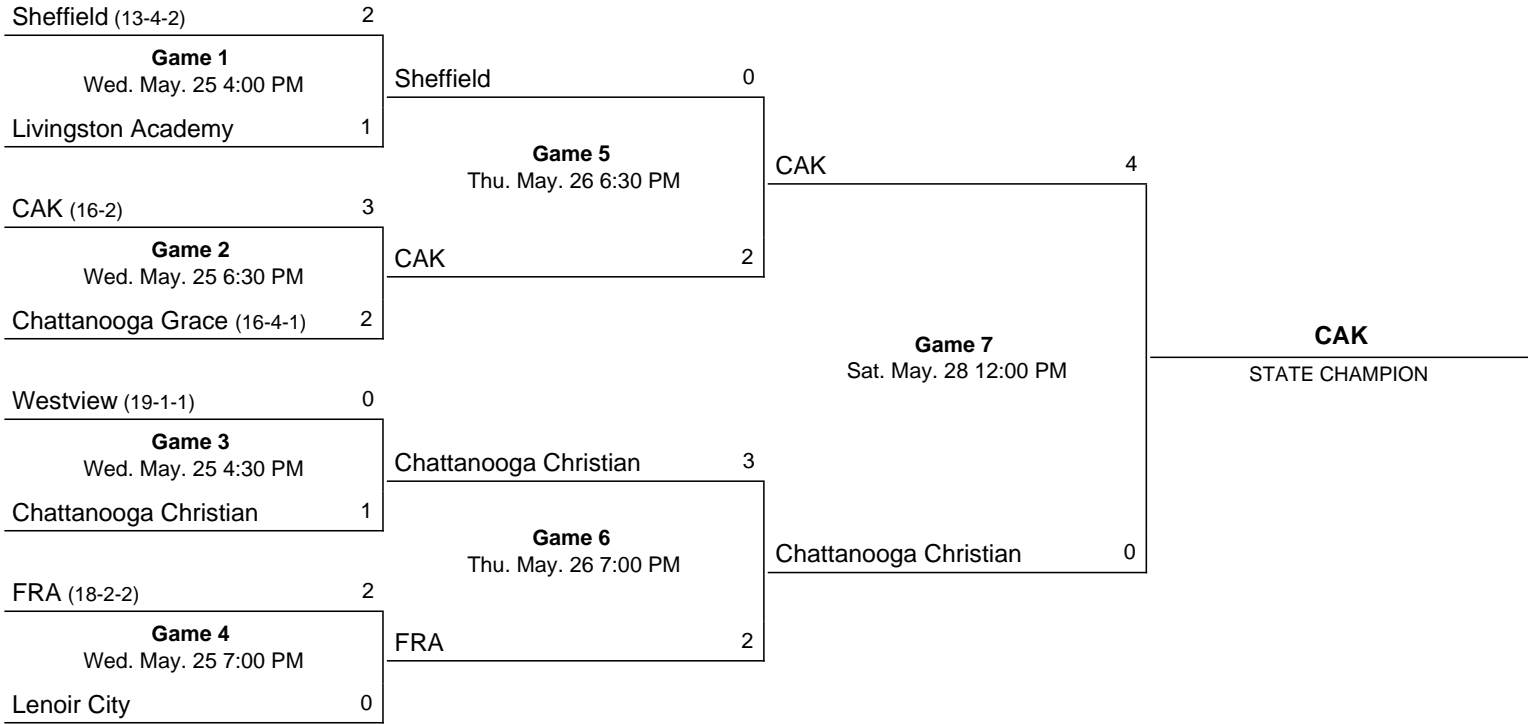 Sheffield (13-4-2) 2
Game 1
Wed. May. 25 4:00 PM
Livingston Academy 1
CAK (16-2) 3
Game 2
Wed. May. 25 6:30 PM
Chattanooga Grace (16-4-1) 2
Westview (19-1-1) 0
Game 3
Wed. May. 25 4:30 PM
Chattanooga Christian 1
FRA (18-2-2) 2
Game 4
Wed. May. 25 7:00 PM
Lenoir City 0
Sheffield 0
Game 5
Thu. May. 26 6:30 PM
CAK 2
Chattanooga Christian 3
Game 6
Thu. May. 26 7:00 PM
FRA 2
CAK 4
Game 7
Sat. May. 28 12:00 PM
Chattanooga Christian 0
CAK
STATE CHAMPION